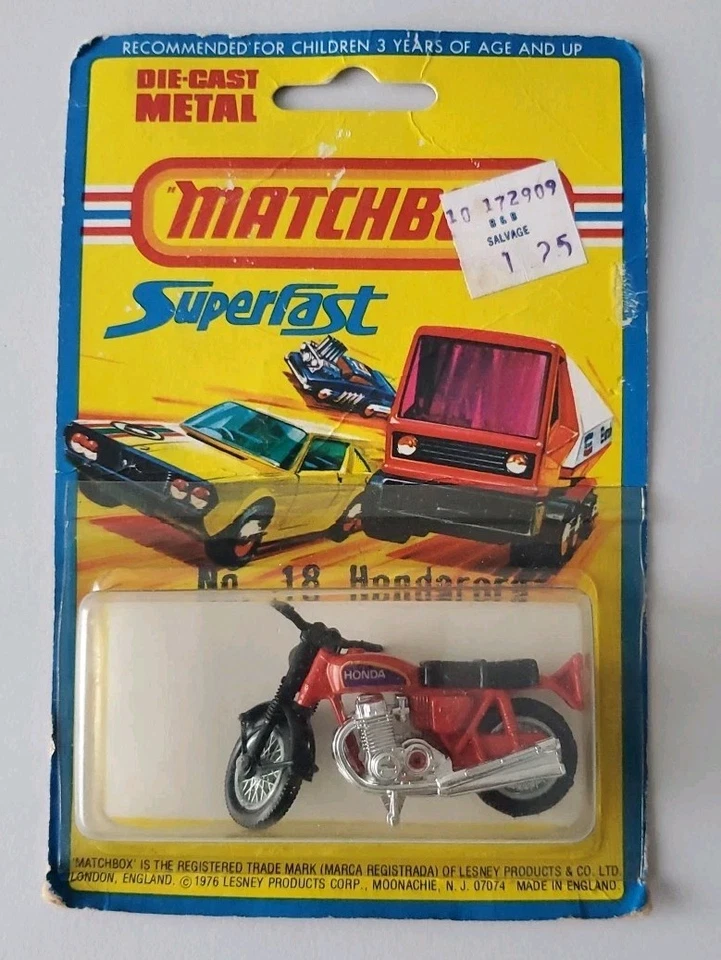 RECOMMENDED FOR CHILDREN 3 YEARS OF AGE AND UP
DIE-CAST
METAL
"MATCHBO
10 172909
B & B
SALVAGE
1 25
Superfast
No. 18 Hondarora
HONDA
'MATCHBOX' IS THE REGISTERED TRADE MARK (MARCA REGISTRADA) OF LESNEY PRODUCTS & CO. LTD.
LONDON, ENGLAND. © 1976 LESNEY PRODUCTS CORP., MOONACHIE, N. J. 07074 MADE IN ENGLAND.